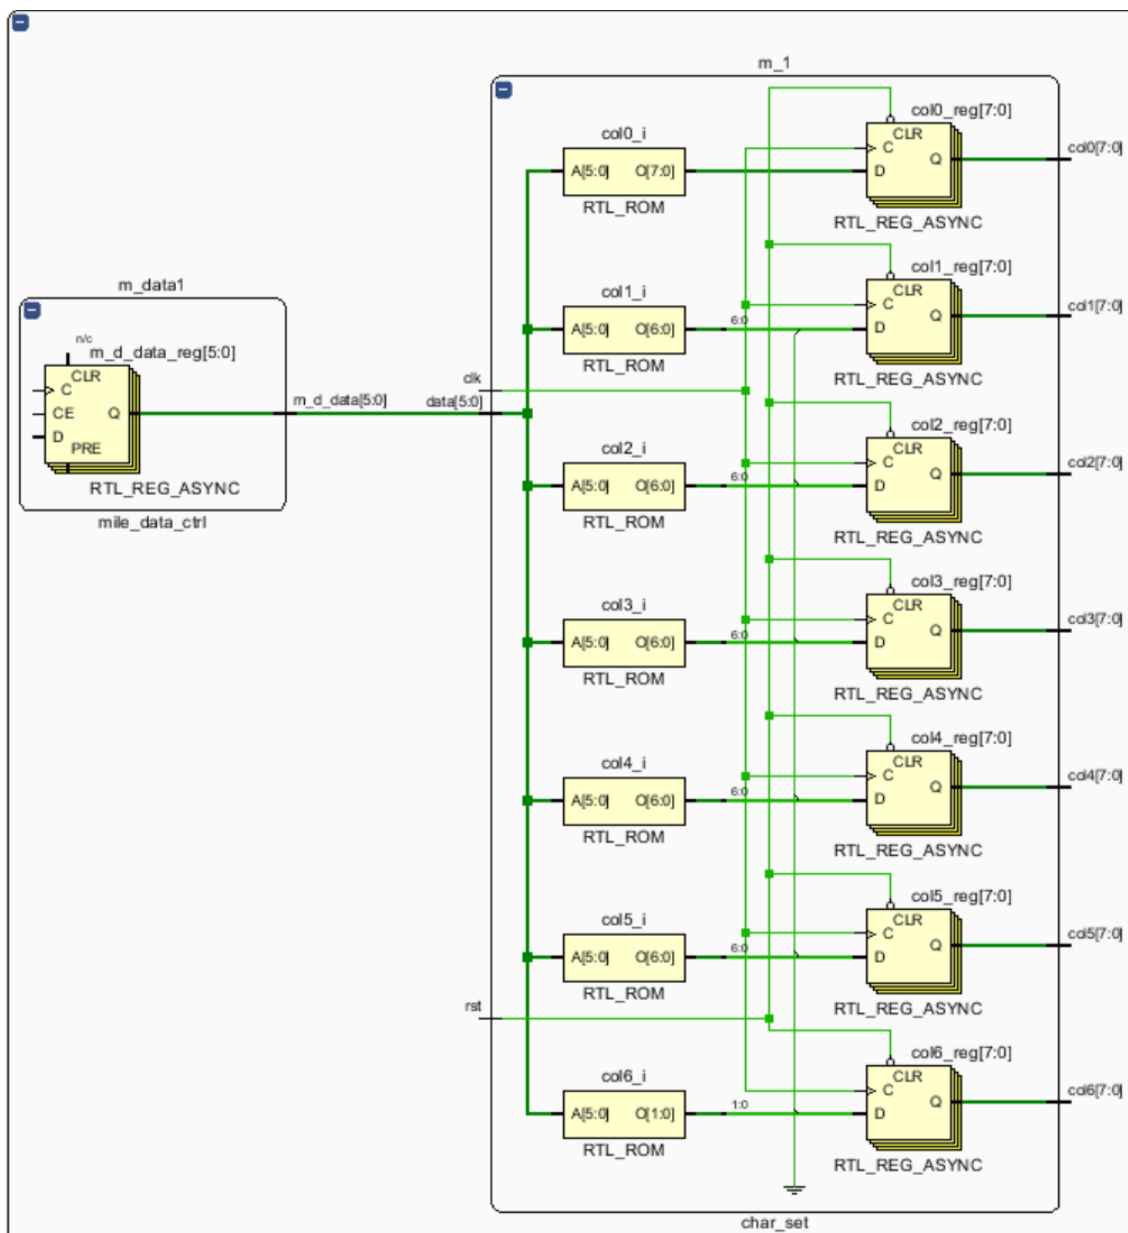 m_1
col0_i
A[5:0] O[7:0]
RTL_ROM
col0_reg[7:0]
CLR
C
D
Q
RTL_REG_ASYNC
col0[7:0]
col1_i
A[5:0] O[6:0]
RTL_ROM
6:0
col1_reg[7:0]
CLR
C
D
Q
RTL_REG_ASYNC
col1[7:0]
m_data1
n/c
m_d_data_reg[5:0]
CLR
C
CE Q
D
PRE
RTL_REG_ASYNC
mile_data_ctrl
m_d_data[5:0]
clk
data[5:0]
col2_i
A[5:0] O[6:0]
RTL_ROM
6:0
col2_reg[7:0]
CLR
C
D
Q
RTL_REG_ASYNC
col2[7:0]
col3_i
A[5:0] O[6:0]
RTL_ROM
6:0
col3_reg[7:0]
CLR
C
D
Q
RTL_REG_ASYNC
col3[7:0]
col4_i
A[5:0] O[6:0]
RTL_ROM
6:0
col4_reg[7:0]
CLR
C
D
Q
RTL_REG_ASYNC
col4[7:0]
col5_i
A[5:0] O[6:0]
RTL_ROM
6:0
col5_reg[7:0]
CLR
C
D
Q
RTL_REG_ASYNC
col5[7:0]
rst
col6_i
A[5:0] O[1:0]
RTL_ROM
1:0
col6_reg[7:0]
CLR
C
D
Q
RTL_REG_ASYNC
col6[7:0]
char_set